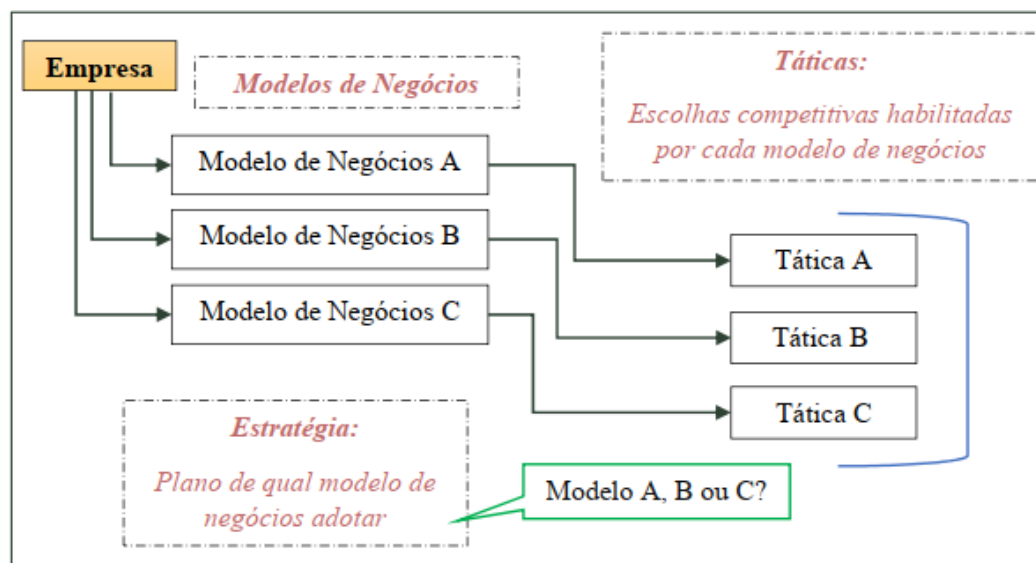 Empresa
Modelos de Negócios
Táticas:
Escolhas competitivas habilitadas
por cada modelo de negócios
Modelo de Negócios A
Modelo de Negócios B
Modelo de Negócios C
Tática A
Tática B
Tática C
Estratégia:
Plano de qual modelo de
negócios adotar
Modelo A, B ou C?